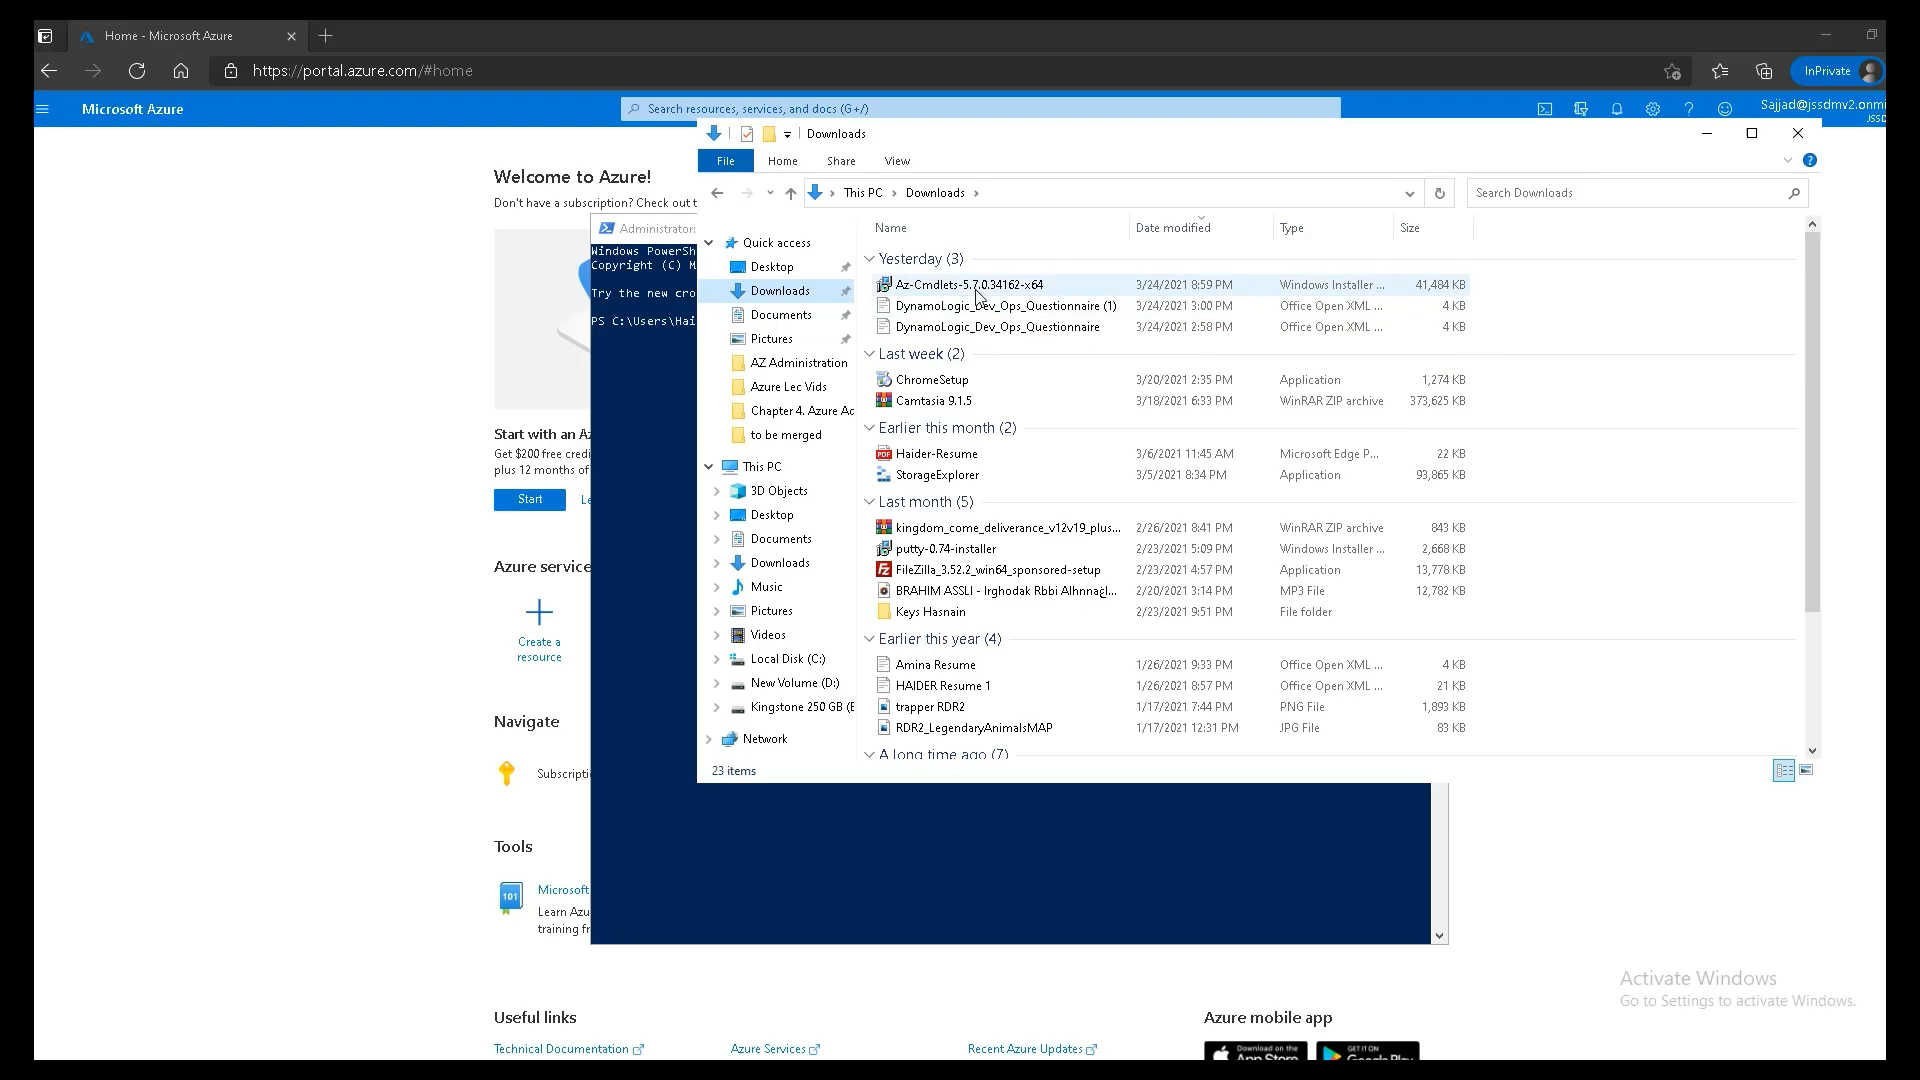 Home - Microsoft Azure
https://portal.azure.com/#home
InPrivate
Microsoft Azure
Search resources, services, and docs (G+/)
Sajjad@jssdmv2.onmi
JSSD
Downloads
File Home Share View
This PC Downloads
Search Downloads
Welcome to Azure!
Don't have a subscription? Check out t
Administrator:
Windows PowerSh
Copyright (C) M
Try the new cro
PS C:\Users\Hai
Start with an Az
Get $200 free credi
plus 12 months of
Start
Le
Azure service
Create a
resource
Navigate
Subscripti
Tools
101
Microsoft
Learn Azu
training fr
Quick access
Desktop
Downloads
Documents
Pictures
AZ Administration
Azure Lec Vids
Chapter 4. Azure Ac
to be merged
This PC
3D Objects
Desktop
Documents
Downloads
Music
Pictures
Videos
Local Disk (C:)
New Volume (D:)
Kingstone 250 GB (E
Network
Name Date modified Type Size
Yesterday (3)
Az-Cmdlets-5.7.0.34162-x64 3/24/2021 8:59 PM Windows Installer ... 41,484 KB
DynamoLogic_Dev_Ops_Questionnaire (1) 3/24/2021 3:00 PM Office Open XML ... 4 KB
DynamoLogic_Dev_Ops_Questionnaire 3/24/2021 2:58 PM Office Open XML ... 4 KB
Last week (2)
ChromeSetup 3/20/2021 2:35 PM Application 1,274 KB
Camtasia 9.1.5 3/18/2021 6:33 PM WinRAR ZIP archive 373,625 KB
Earlier this month (2)
PDF Haider-Resume 3/6/2021 11:45 AM Microsoft Edge P... 22 KB
StorageExplorer 3/5/2021 8:34 PM Application 93,865 KB
Last month (5)
kingdom_come_deliverance_v12v19_plus... 2/26/2021 8:41 PM WinRAR ZIP archive 843 KB
putty-0.74-installer 2/23/2021 5:09 PM Windows Installer ... 2,668 KB
FileZilla_3.52.2_win64_sponsored-setup 2/23/2021 4:57 PM Application 13,778 KB
BRAHIM ASSLI - Irghodak Rbbi 2/20/2021 3:14 PM MP3 File 12,782 KB
Keys Hasnain 2/23/2021 9:51 PM File folder
Earlier this year (4)
Amina Resume 1/26/2021 9:33 PM Office Open XML ... 4 KB
HAIDER Resume 1 1/26/2021 8:57 PM Office Open XML ... 21 KB
trapper RDR2 1/17/2021 7:44 PM PNG File 1,893 KB
RDR2_LegendaryAnimalsMAP 1/17/2021 12:31 PM JPG File 83 KB
A long time ago (7)
23 items
Activate Windows
Go to Settings to activate Windows.
Useful links
Azure mobile app
Technical Documentation
Azure Services
Recent Azure Updates
Download on the
App Store
GET IT ON
Google Play